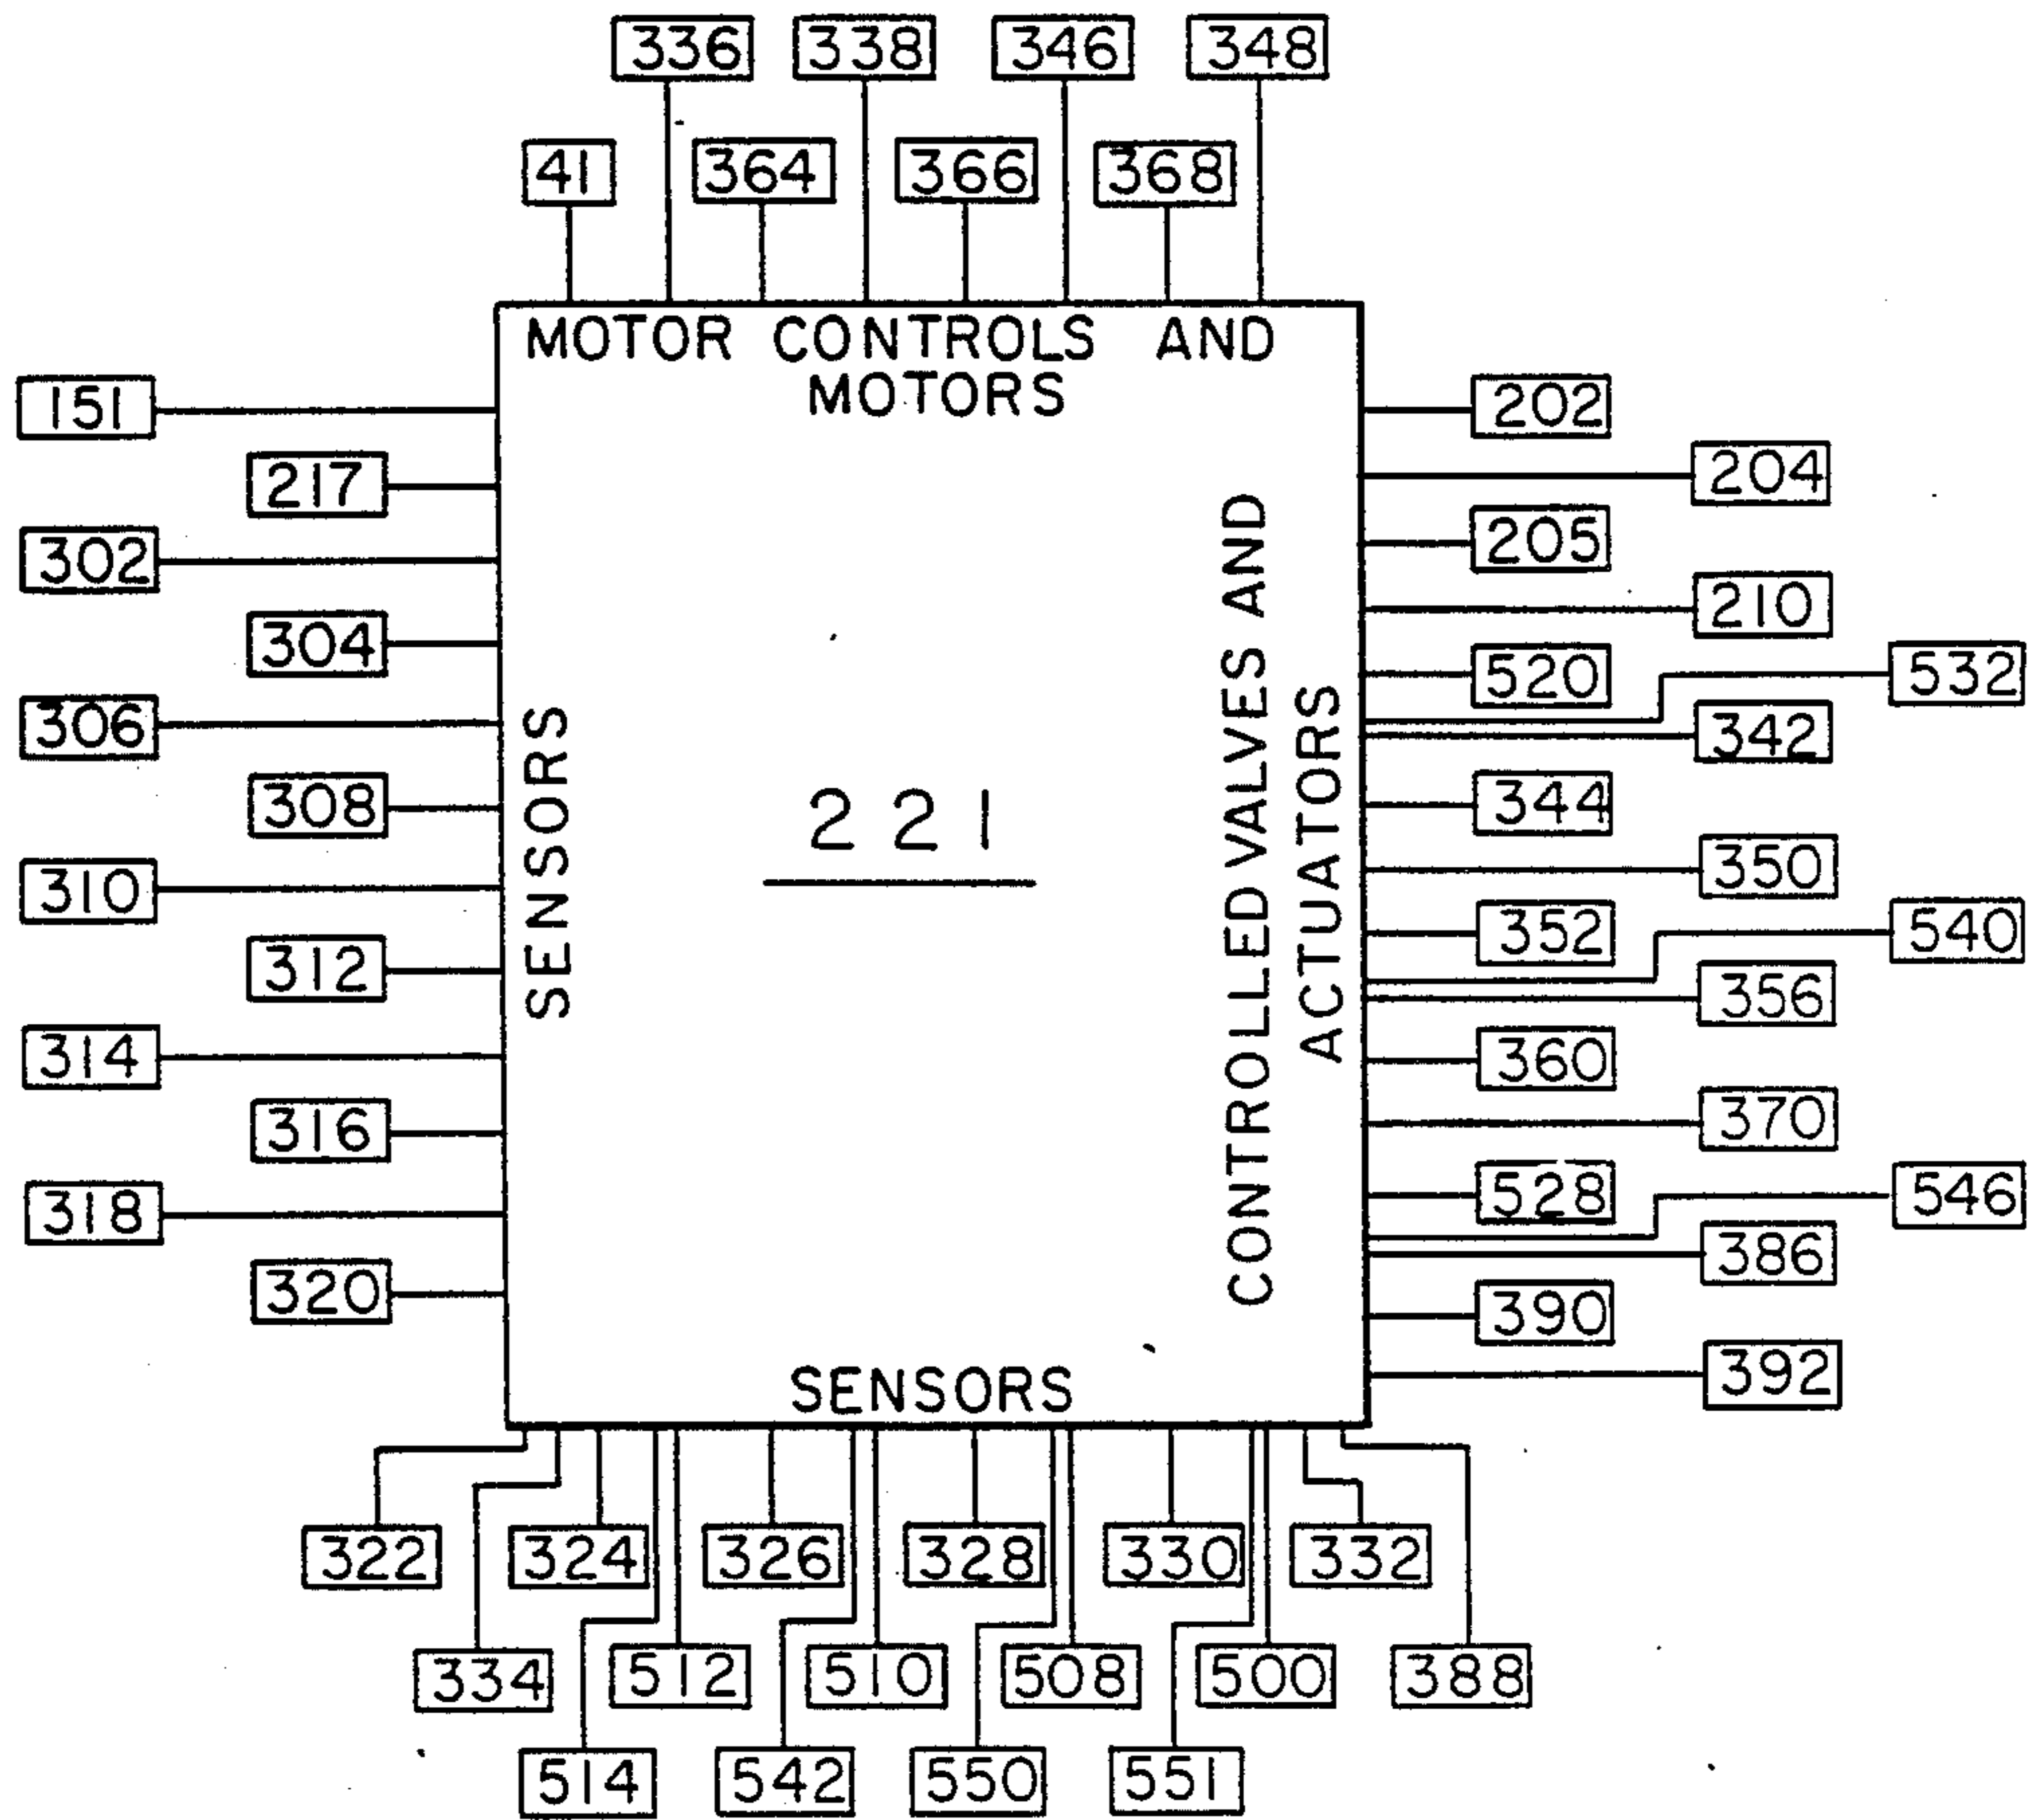 336 338 346 348
41 364 366 368
MOTOR CONTROLS AND
MOTORS
151
217
302
304
306
308
310
312
314
316
318
320
SENSORS
221
CONTROLLED VALVES AND
ACTUATORS
202
204
205
210
520
532
342
344
350
352
540
356
360
370
528
546
386
390
392
SENSORS
322 324 326 328 330 332
334 512 510 508 500 388
514 542 550 551